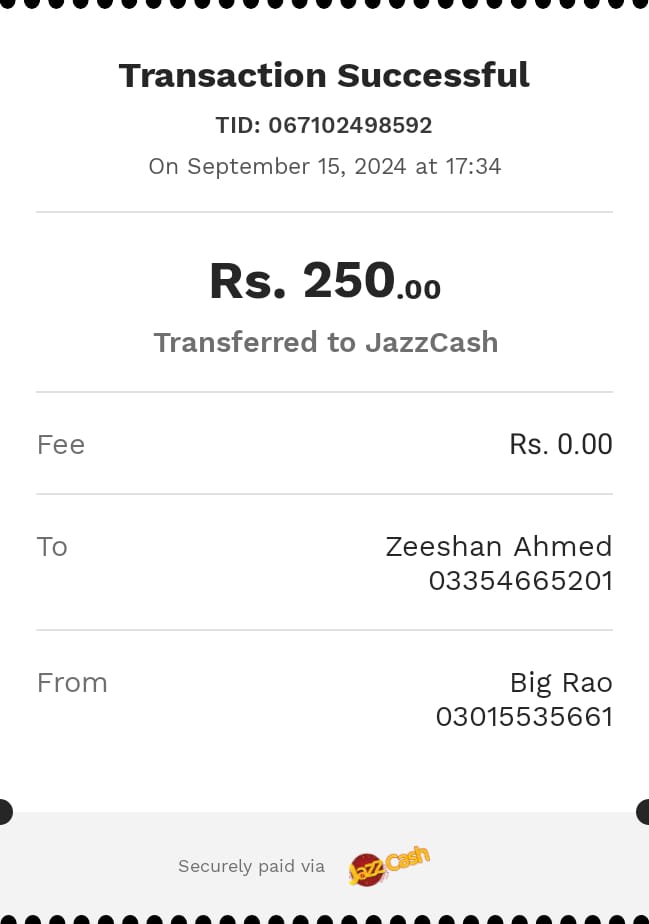 Transaction Successful
TID: 067102498592
On September 15, 2024 at 17:34
Rs. 250.00
Transferred to JazzCash
Fee Rs. 0.00
To Zeeshan Ahmed
03354665201
From Big Rao
03015535661
Securely paid via JazzCash